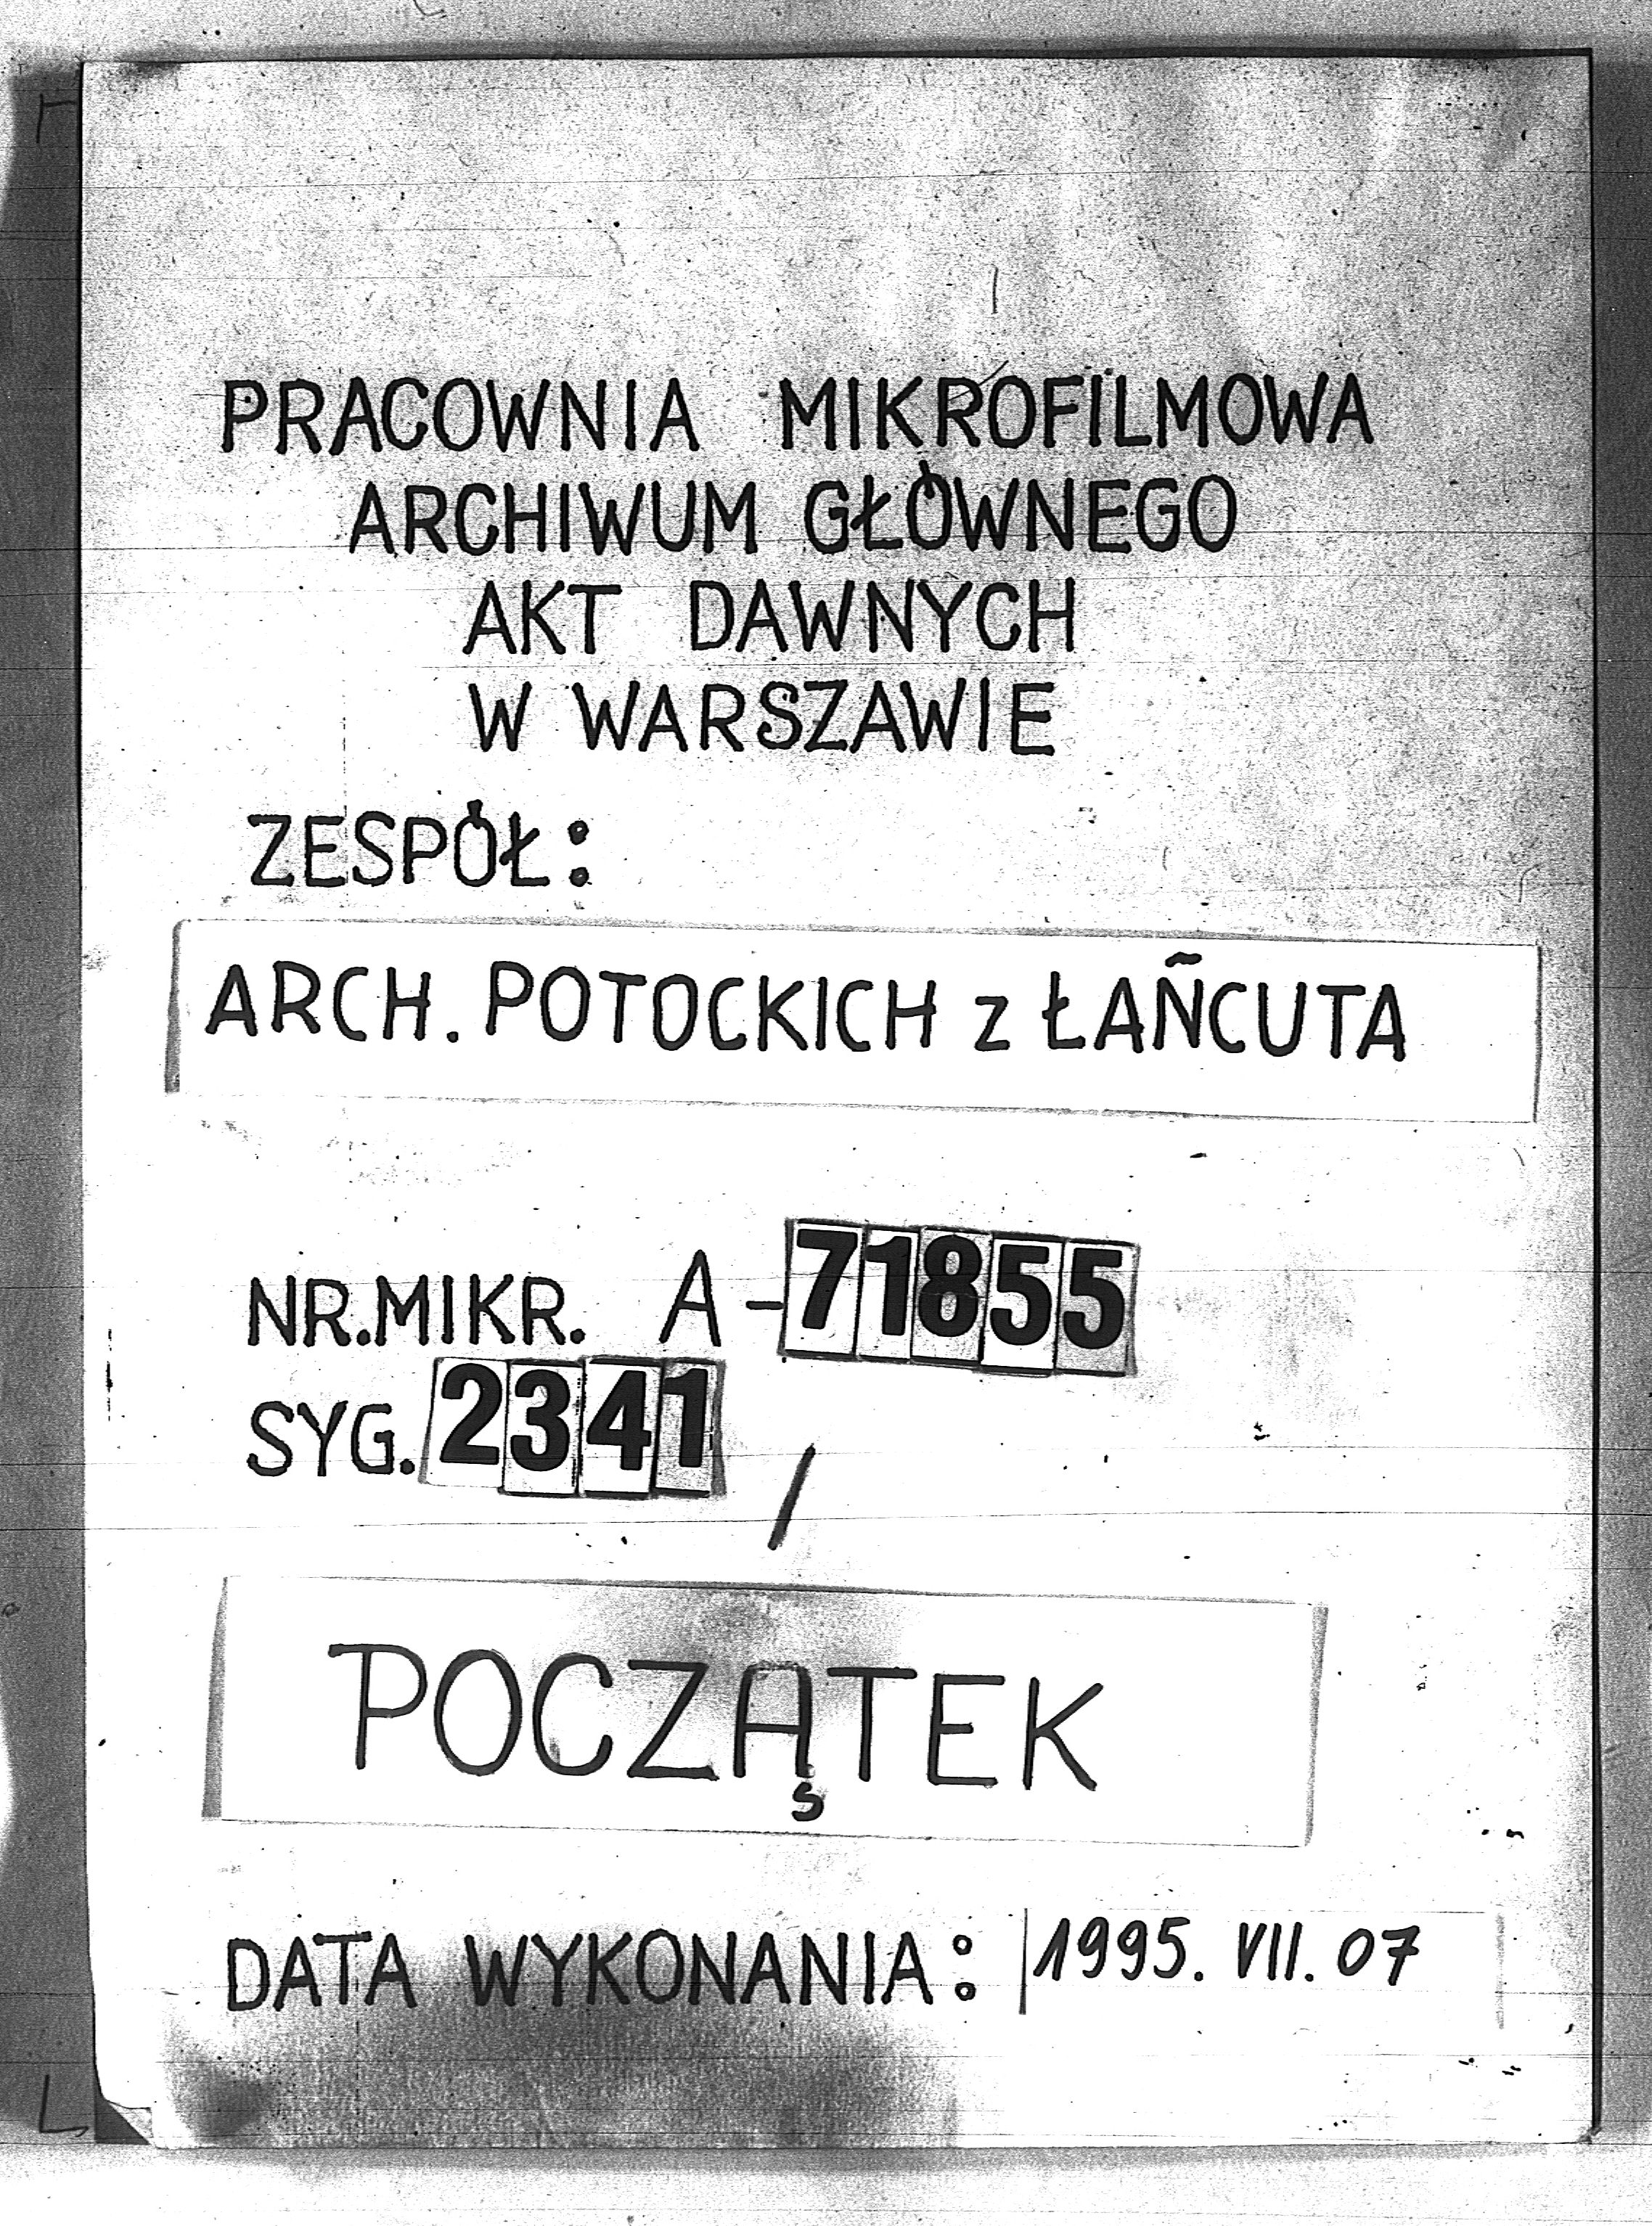 PRACOWNIA MIKROFILMOWA
ARCHIWUM GŁÓWNEGO
AKT DAWNYCH
W WARSZAWIE
ZESPÓŁ:
ARCH. POTOCKICH z ŁAŃCUTA
NR.MIKR. A-71855
SYG. 2341 /
POCZĄTEK
DATA WYKONANIA: 1995. VII. 07